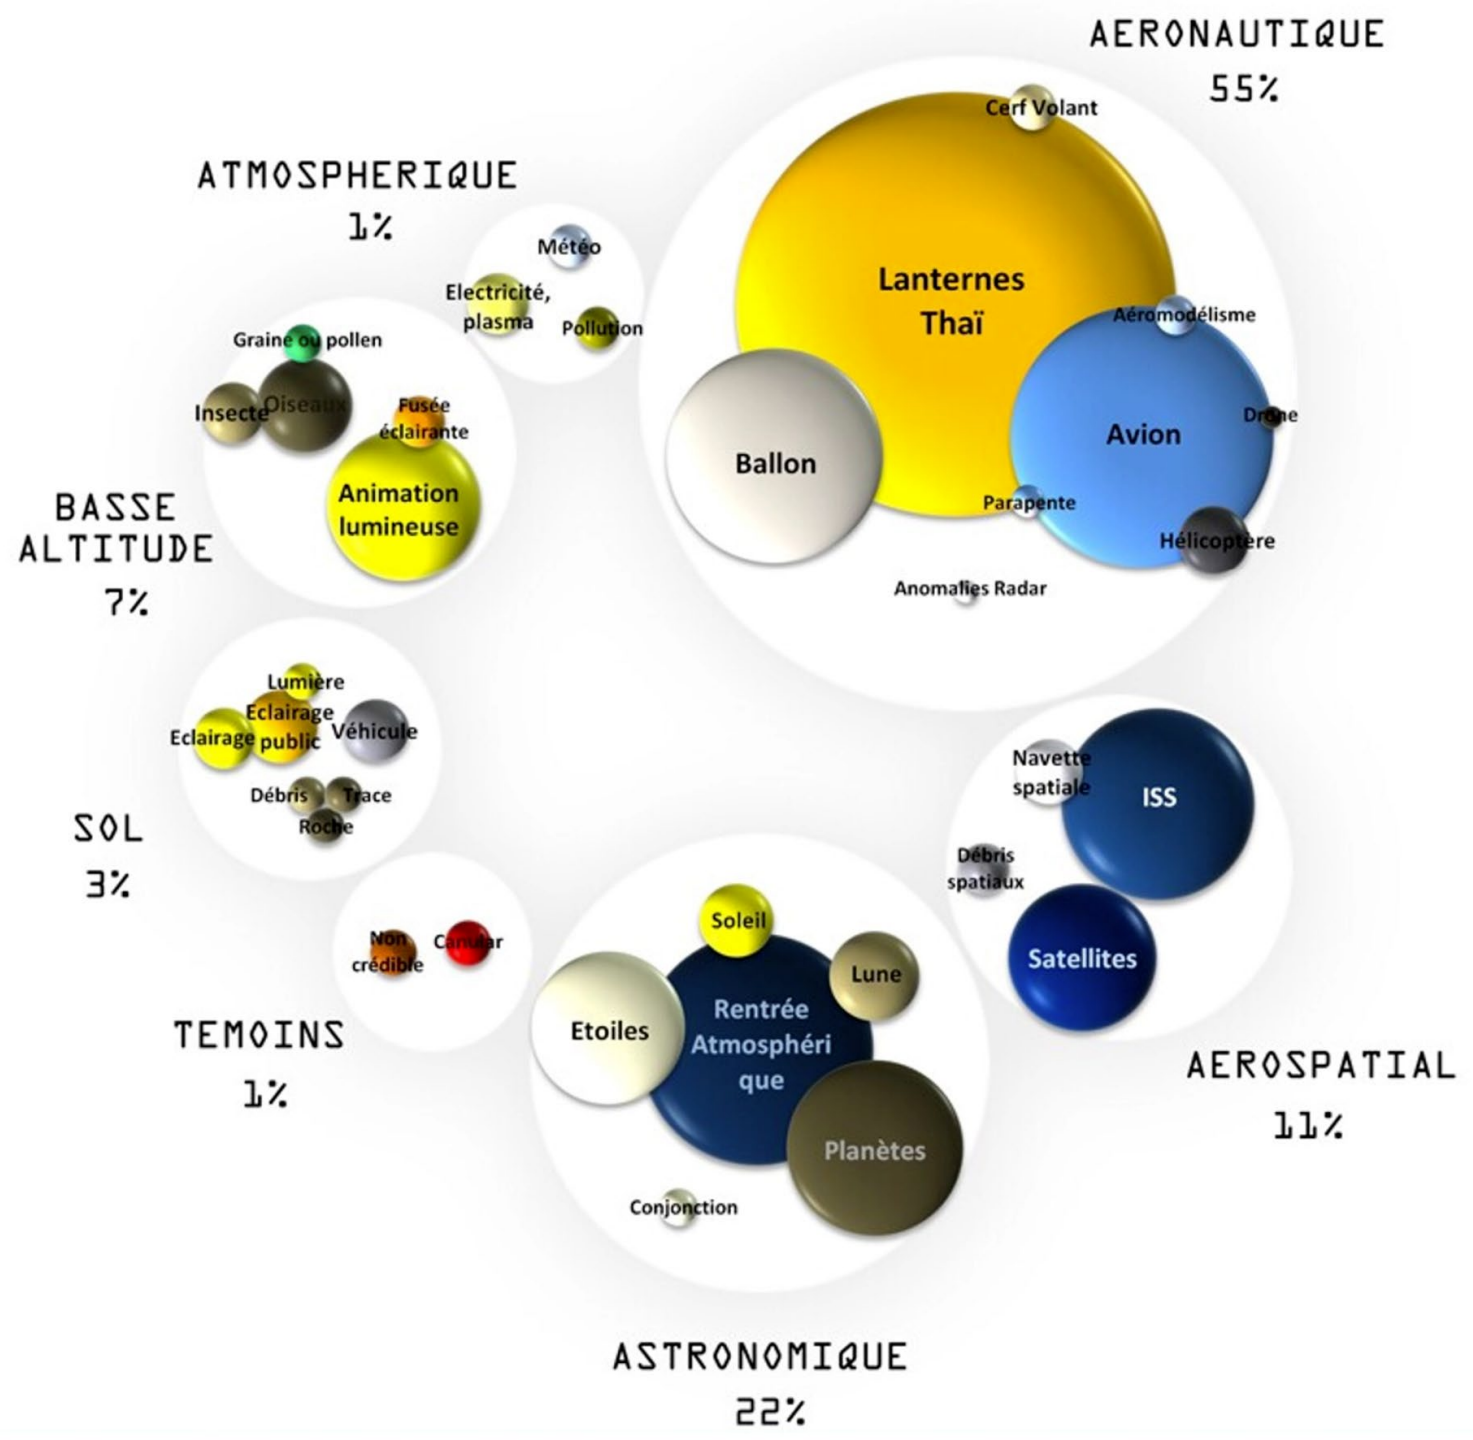 AERONAUTIQUE
55%
Cerf Volant
Lanternes
Thaï
Aéromodélisme
Drone
Avion
Ballon
Parapente
Hélicoptère
Anomalies Radar
ATMOSPHERIQUE
1%
Météo
Electricité,
plasma
Pollution
Graine ou pollen
Insecte
Oiseaux
Fusée
éclairante
Animation
lumineuse
BASSE
ALTITUDE
7%
Lumière
Eclairage
public
Eclairage
Véhicule
Débris
Trace
Roche
SOL
3%
Non
crédible
Canular
TEMOINS
1%
Soleil
Lune
Etoiles
Rentrée
Atmosphéri
que
Planètes
Conjonction
ASTRONOMIQUE
22%
Navette
spatiale
ISS
Débris
spatiaux
Satellites
AEROSPATIAL
11%